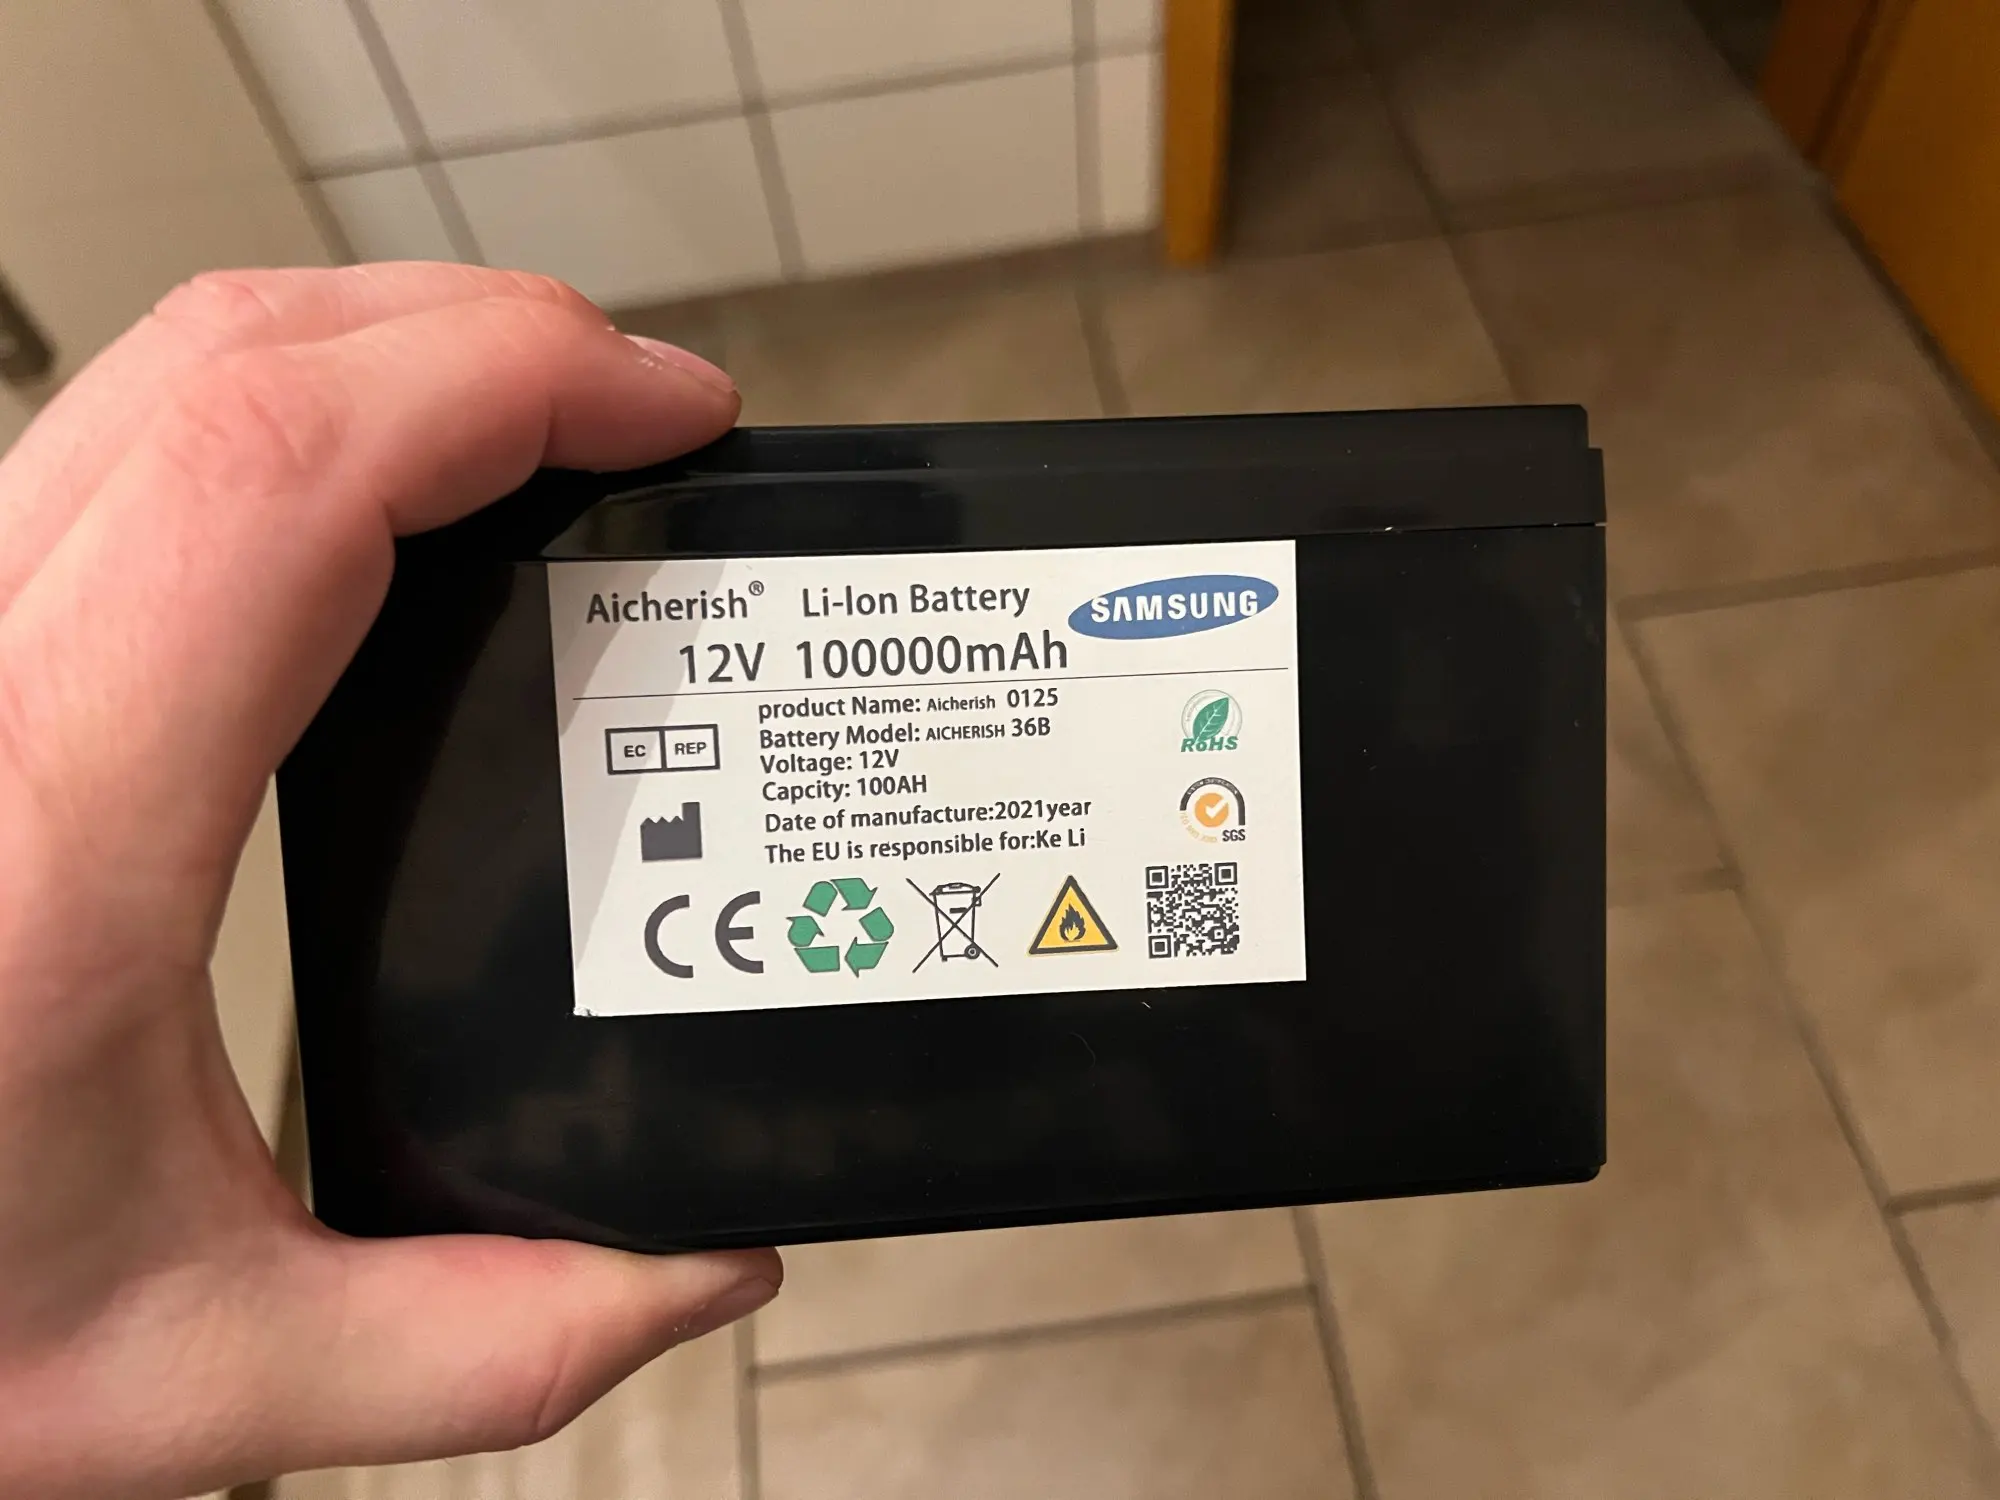 Aicherish® Li-Ion Battery SAMSUNG
12V 100000mAh
product Name: Aicherish 0125
Battery Model: AICHERISH 36B
Voltage: 12V
Capcity: 100AH
Date of manufacture:2021year
The EU is responsible for:Ke Li
EC REP
RoHS
SGS
CE